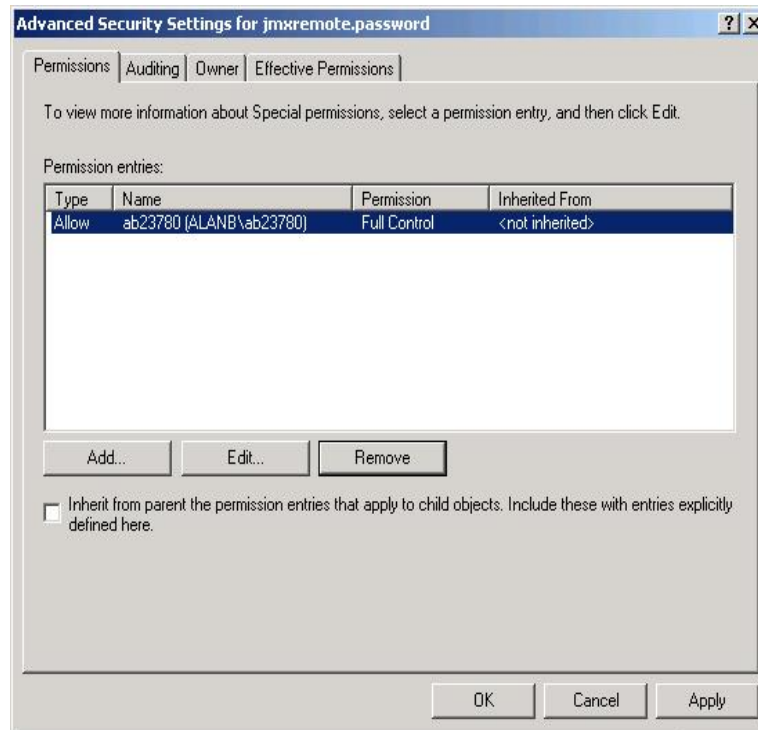 Advanced Security Settings for jmxremote.password
Permissions Auditing Owner Effective Permissions
To view more information about Special permissions, select a permission entry, and then click Edit.
Permission entries:
Type Name Permission Inherited From
Allow ab23780 (ALANB\ab23780) Full Control <not inherited>
Add... Edit... Remove
Inherit from parent the permission entries that apply to child objects. Include these with entries explicitly
defined here.
OK Cancel Apply